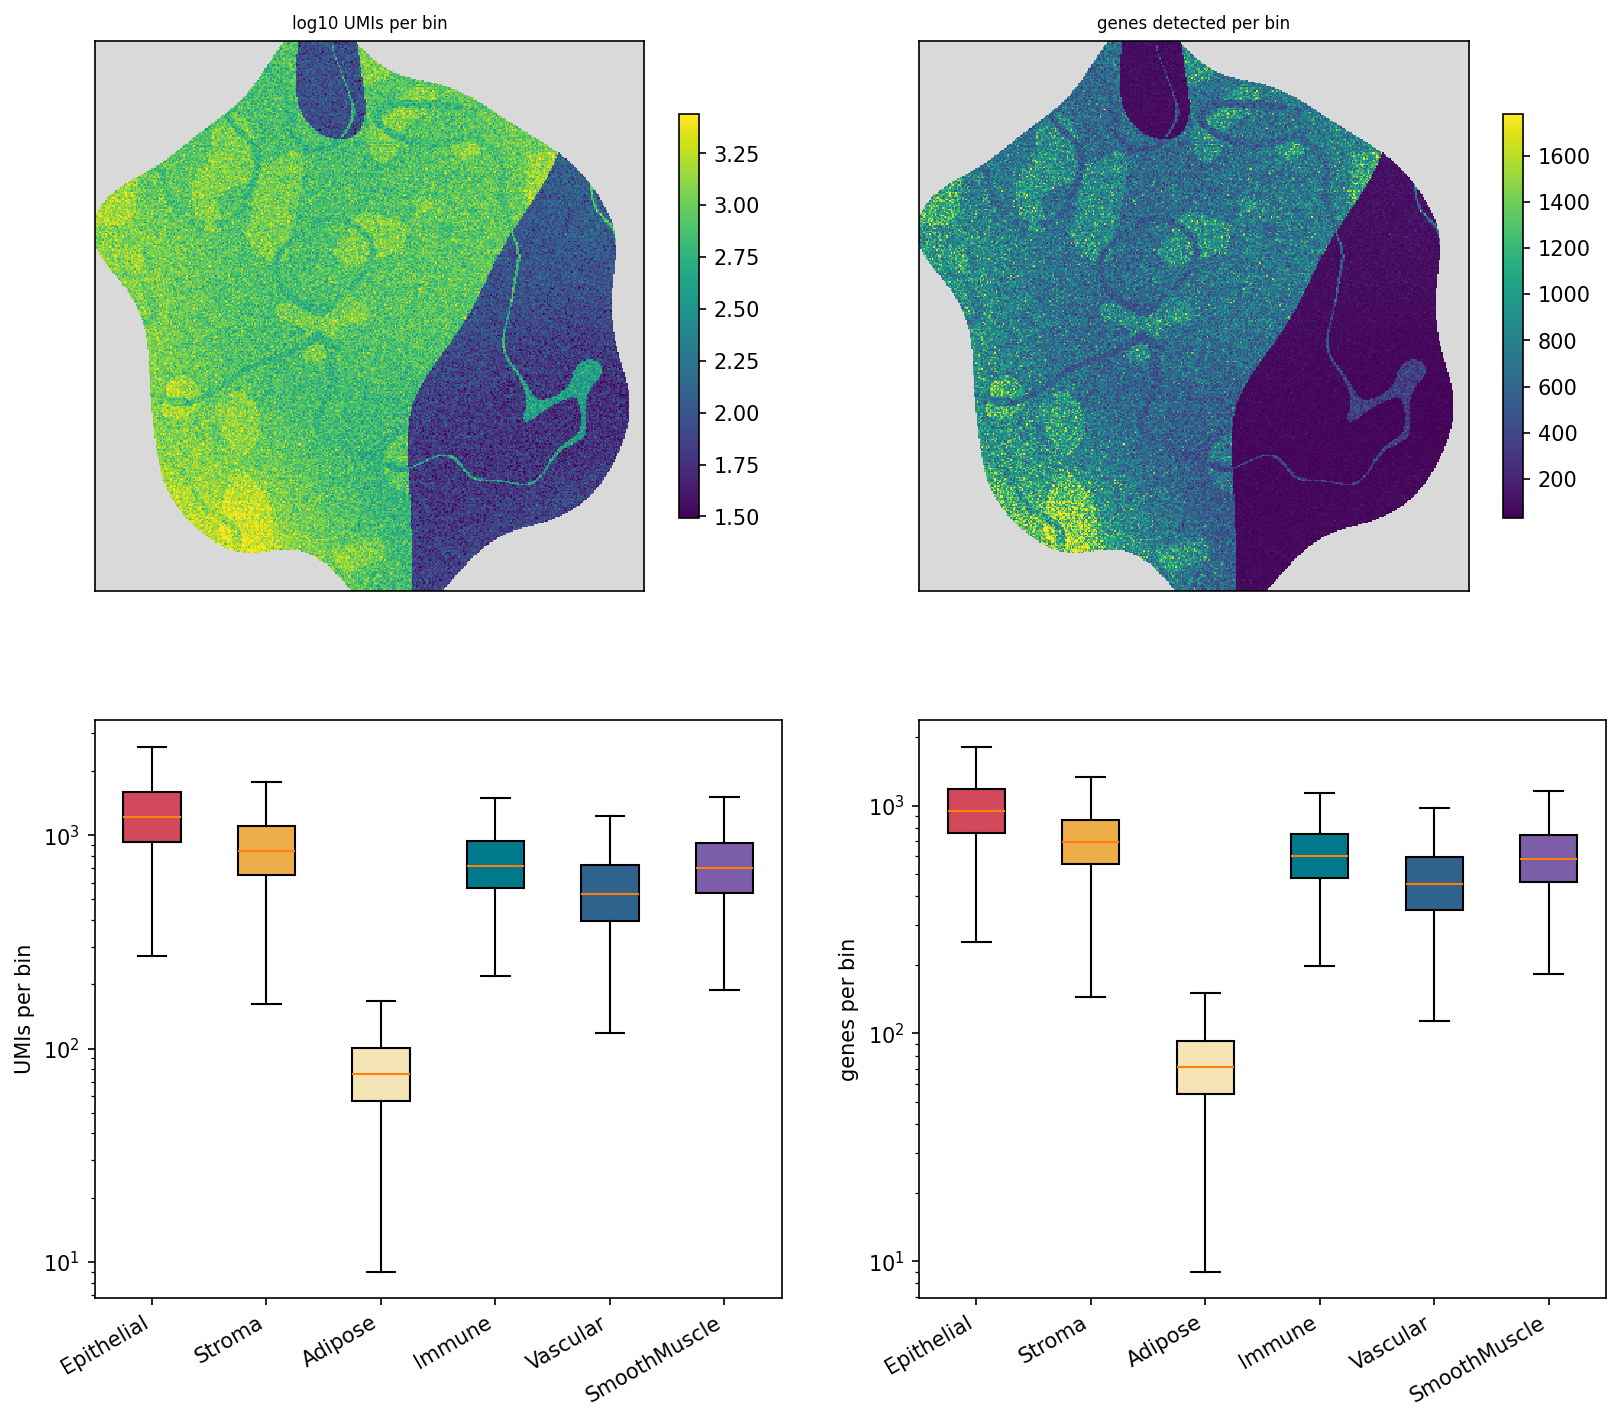 log10 UMIs per bin
3.25
3.00
2.75
2.50
2.25
2.00
1.75
1.50
genes detected per bin
1600
1400
1200
1000
800
600
400
200
UMIs per bin
10³
10²
10¹
Epithelial
Stroma
Adipose
Immune
Vascular
SmoothMuscle
genes per bin
10³
10²
10¹
Epithelial
Stroma
Adipose
Immune
Vascular
SmoothMuscle